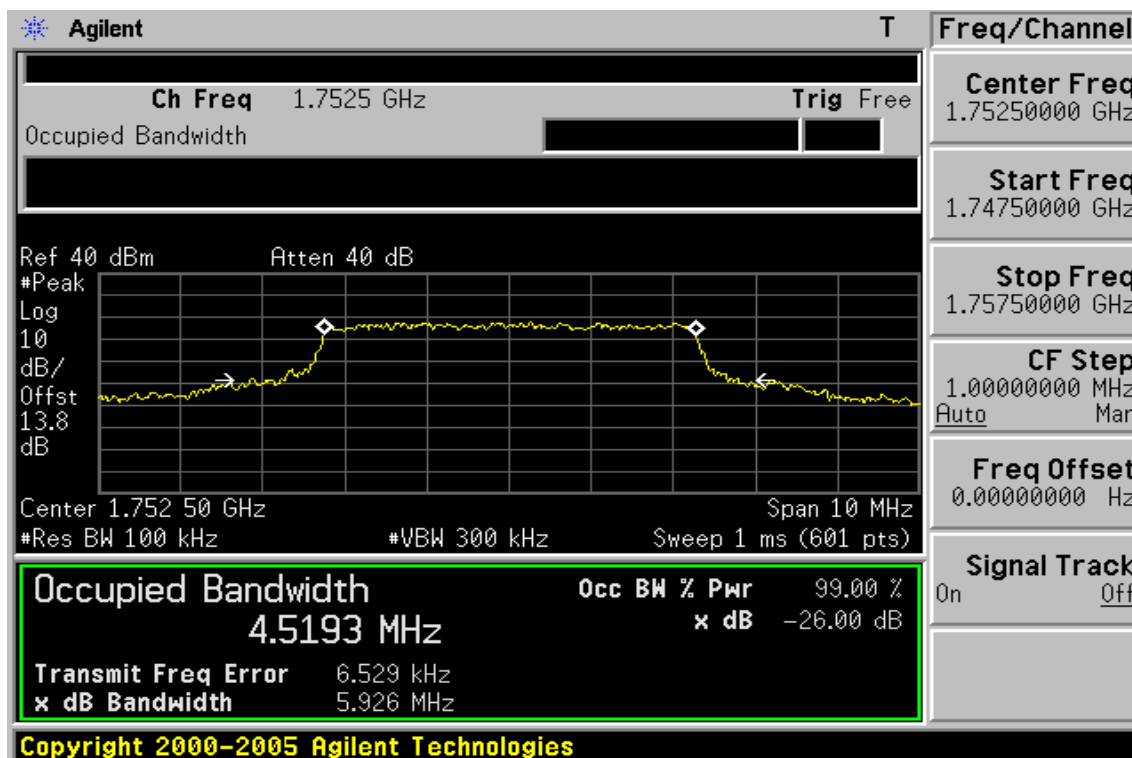 Agilent T
Ch Freq 1.7525 GHz Trig Free
Occupied Bandwidth
Ref 40 dBm Atten 40 dB
#Peak
Log
10
dB/
Offst
13.8
dB
Center 1.752 50 GHz Span 10 MHz
#Res BW 100 kHz #VBW 300 kHz Sweep 1 ms (601 pts)
Occupied Bandwidth Occ BW % Pwr 99.00 %
4.5193 MHz x dB -26.00 dB
Transmit Freq Error 6.529 kHz
x dB Bandwidth 5.926 MHz
Copyright 2000-2005 Agilent Technologies
Freq/Channel
Center Freq
1.75250000 GHz
Start Freq
1.74750000 GHz
Stop Freq
1.75750000 GHz
CF Step
1.00000000 MHz
Auto Man
Freq Offset
0.00000000 Hz
Signal Track
On Off